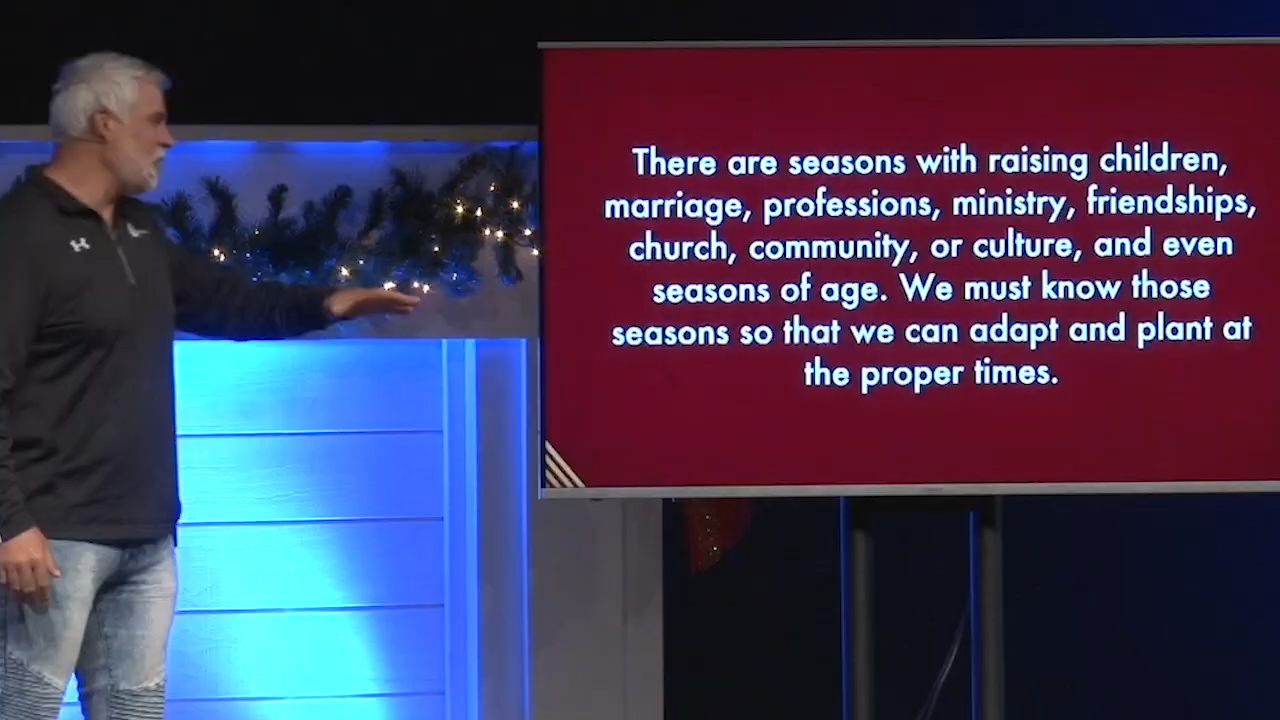 There are seasons with raising children,
marriage, professions, ministry, friendships,
church, community, or culture, and even
seasons of age. We must know those
seasons so that we can adapt and plant at
the proper times.